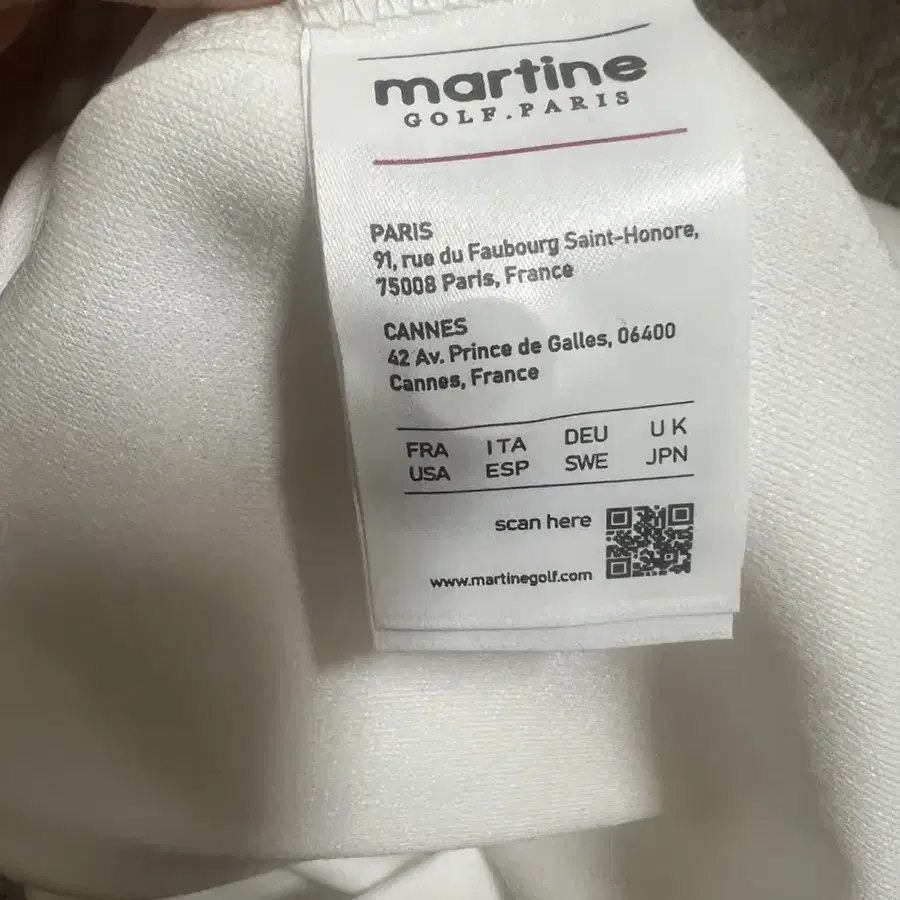 martine
GOLF.PARIS
PARIS
91, rue du Faubourg Saint-Honore,
75008 Paris, France
CANNES
42 Av. Prince de Galles, 06400
Cannes, France
FRA ITA DEU UK
USA ESP SWE JPN
scan here
www.martinegolf.com